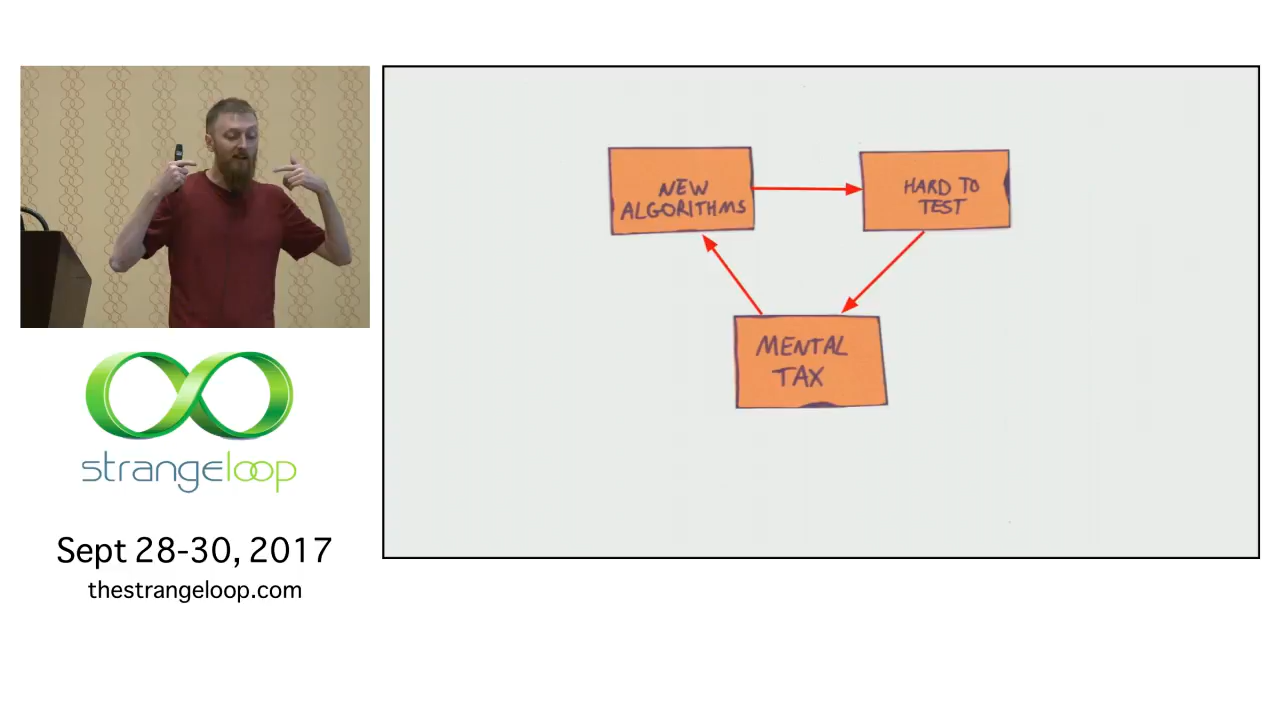 NEW
ALGORITHMS
HARD TO
TEST
MENTAL
TAX
strangeloop
Sept 28-30, 2017
thestrangeloop.com